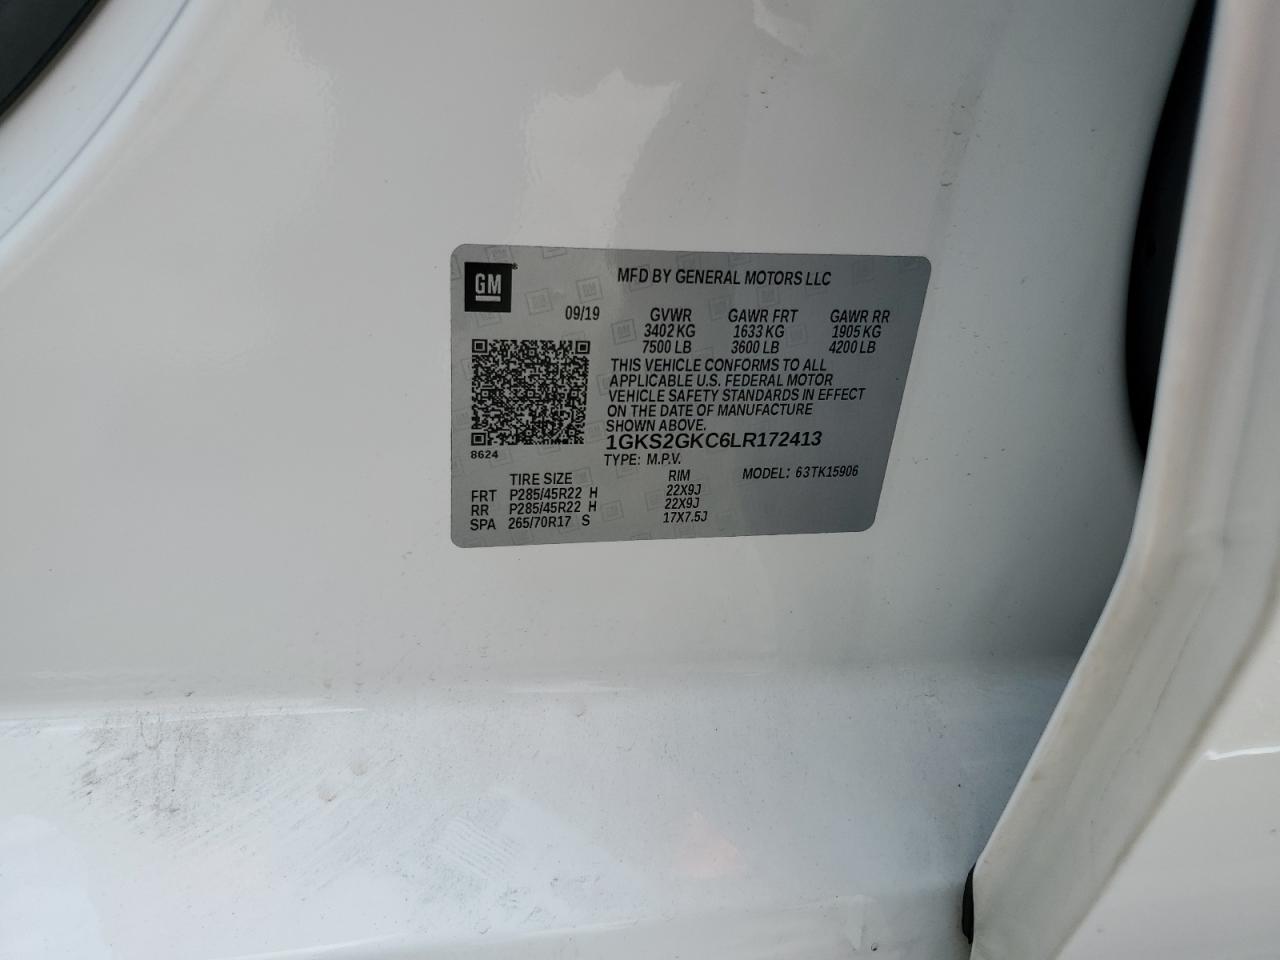 GM
MFD BY GENERAL MOTORS LLC
09/19 GVWR GAWR FRT GAWR RR
3402 KG 1633 KG 1905 KG
7500 LB 3600 LB 4200 LB
THIS VEHICLE CONFORMS TO ALL
APPLICABLE U.S. FEDERAL MOTOR
VEHICLE SAFETY STANDARDS IN EFFECT
ON THE DATE OF MANUFACTURE
SHOWN ABOVE.
1GKS2GKC6LR172413
8624
TYPE: M.P.V. MODEL: 63TK15906
TIRE SIZE RIM
FRT P285/45R22 H 22X9J
RR P285/45R22 H 22X9J
SPA 265/70R17 S 17X7.5J